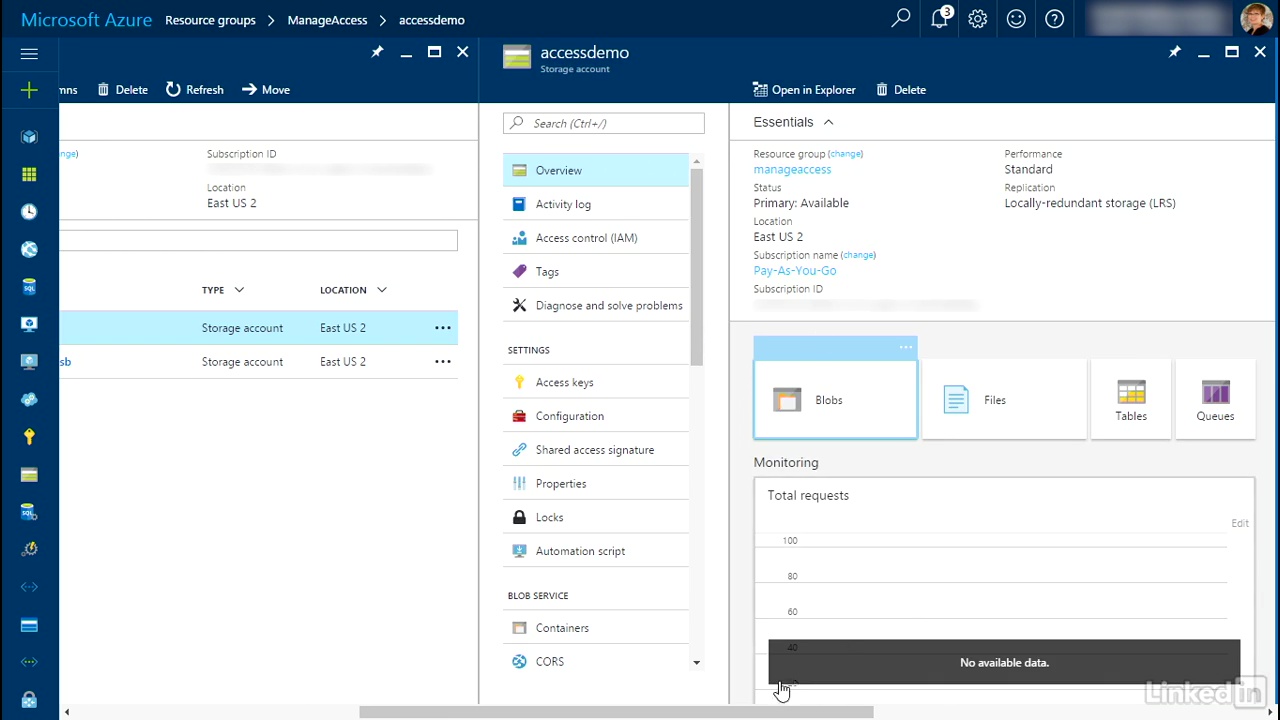 Microsoft Azure Resource groups > ManageAccess > accessdemo
3
accessdemo
Storage account
mns Delete Refresh Move
Open in Explorer Delete
nge)
Subscription ID
Location
East US 2
TYPE LOCATION
Storage account East US 2 ...
sb Storage account East US 2 ...
Search (Ctrl+/)
Overview
Activity log
Access control (IAM)
Tags
Diagnose and solve problems
SETTINGS
Access keys
Configuration
Shared access signature
Properties
Locks
Automation script
BLOB SERVICE
Containers
CORS
Essentials
Resource group (change)
manageaccess
Status
Primary: Available
Location
East US 2
Subscription name (change)
Pay-As-You-Go
Subscription ID
Performance
Standard
Replication
Locally-redundant storage (LRS)
...
Blobs
Files
Tables
Queues
Monitoring
Total requests
Edit
100
80
60
40
20
No available data.
LinkedIn